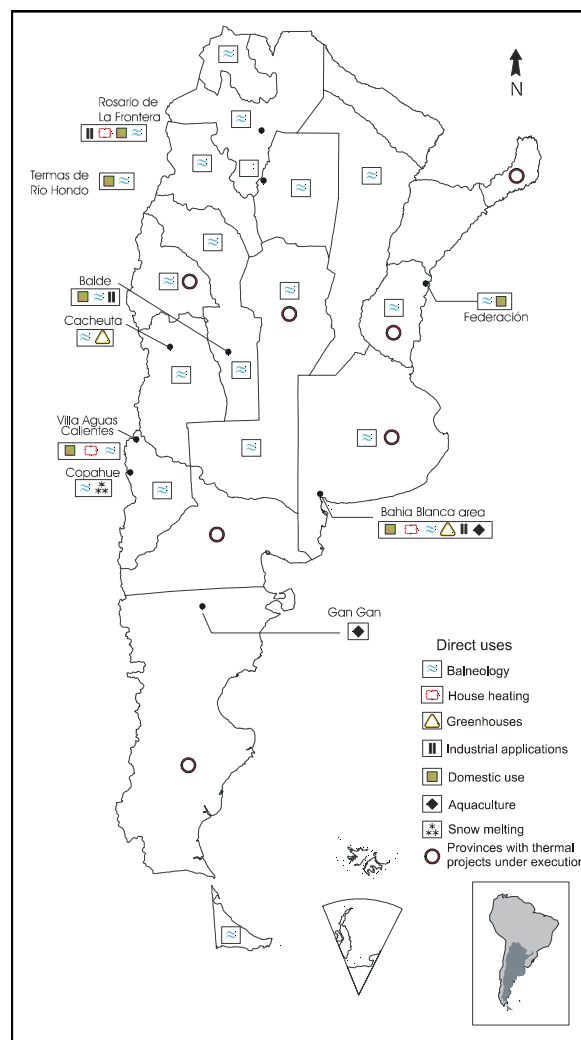 N
Rosario de
La Frontera
Termas de
Río Hondo
Balde
Cacheuta
Federación
Villa Aguas
Calientes
Copahue
Bahia Blanca area
Gan Gan
Direct uses
Balneology
House heating
Greenhouses
Industrial applications
Domestic use
Aquaculture
Snow melting
Provinces with thermal
projects under execution